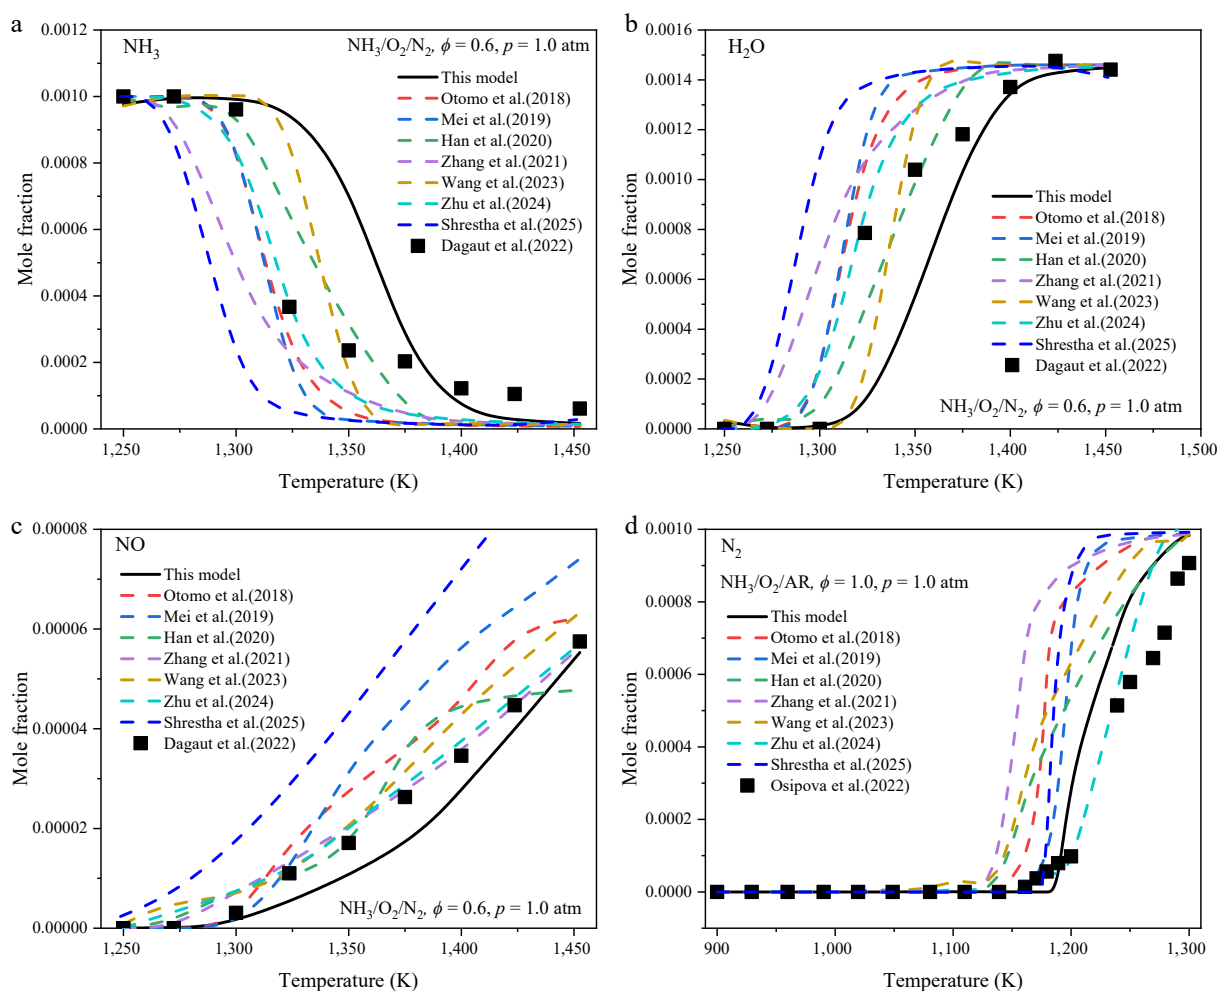 a
NH₃
NH₃/O₂/N₂, ϕ = 0.6, p = 1.0 atm
This model
Otomo et al.(2018)
Mei et al.(2019)
Han et al.(2020)
Zhang et al.(2021)
Wang et al.(2023)
Zhu et al.(2024)
Shrestha et al.(2025)
Dagaut et al.(2022)
0.0012
0.0010
0.0008
0.0006
0.0004
0.0002
0.0000
Mole fraction
1,250
1,300
1,350
1,400
1,450
Temperature (K)
b
H₂O
This model
Otomo et al.(2018)
Mei et al.(2019)
Han et al.(2020)
Zhang et al.(2021)
Wang et al.(2023)
Zhu et al.(2024)
Shrestha et al.(2025)
Dagaut et al.(2022)
NH₃/O₂/N₂, ϕ = 0.6, p = 1.0 atm
0.0016
0.0014
0.0012
0.0010
0.0008
0.0006
0.0004
0.0002
0.0000
Mole fraction
1,250
1,300
1,350
1,400
1,450
1,500
Temperature (K)
c
NO
This model
Otomo et al.(2018)
Mei et al.(2019)
Han et al.(2020)
Zhang et al.(2021)
Wang et al.(2023)
Zhu et al.(2024)
Shrestha et al.(2025)
Dagaut et al.(2022)
NH₃/O₂/N₂, ϕ = 0.6, p = 1.0 atm
0.00008
0.00006
0.00004
0.00002
0.00000
Mole fraction
1,250
1,300
1,350
1,400
1,450
Temperature (K)
d
N₂
NH₃/O₂/AR, ϕ = 1.0, p = 1.0 atm
This model
Otomo et al.(2018)
Mei et al.(2019)
Han et al.(2020)
Zhang et al.(2021)
Wang et al.(2023)
Zhu et al.(2024)
Shrestha et al.(2025)
Osipova et al.(2022)
0.0010
0.0008
0.0006
0.0004
0.0002
0.0000
Mole fraction
900
1,000
1,100
1,200
1,300
Temperature (K)